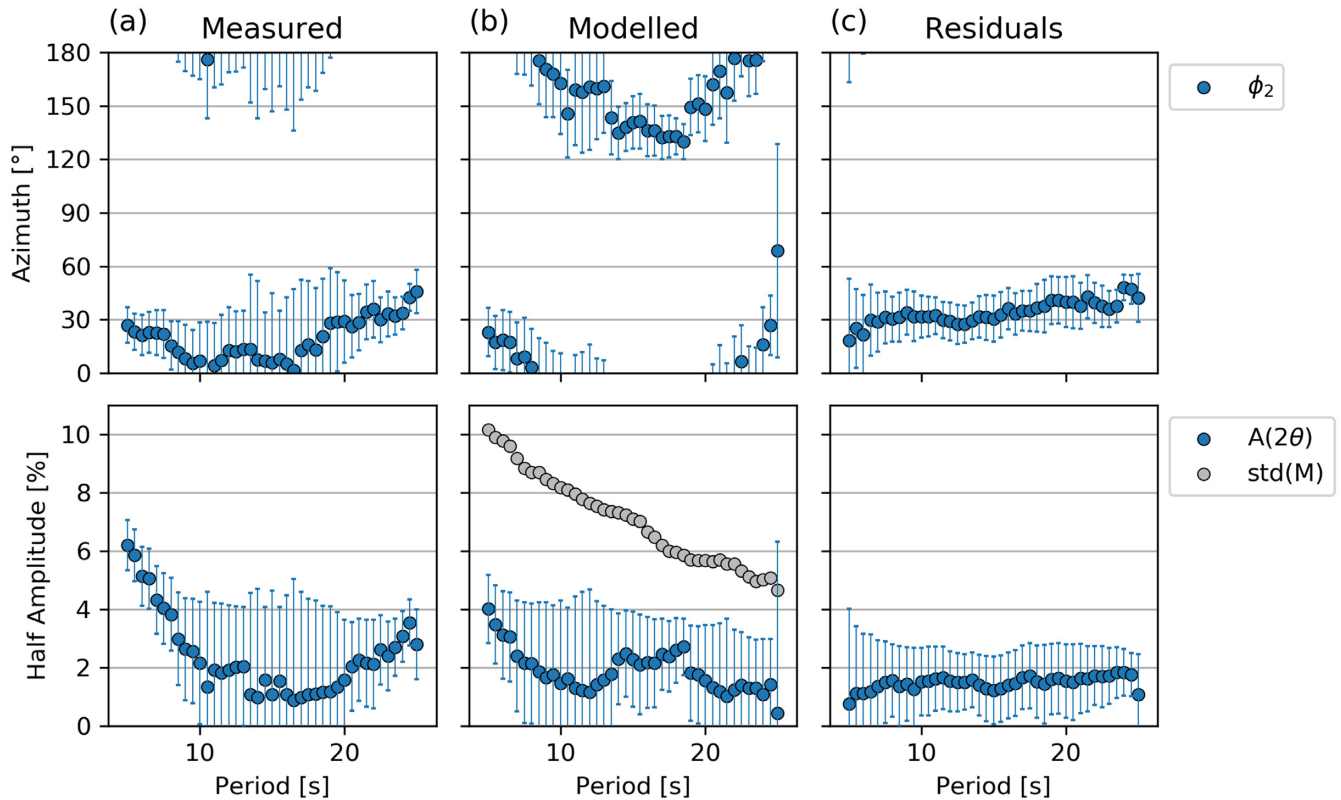 (a) Measured
(b) Modelled
(c) Residuals
Azimuth [°]
180
150
120
90
60
30
0
ϕ₂
Half Amplitude [%]
10
8
6
4
2
0
A(2θ)
std(M)
10 20
10 20
10 20
Period [s]
Period [s]
Period [s]